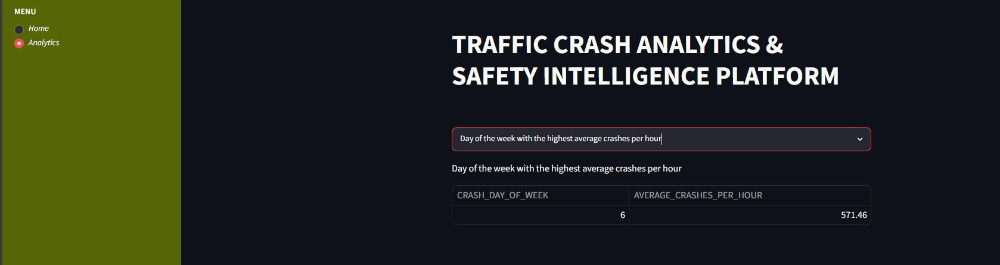 MENU
Home
Analytics
TRAFFIC CRASH ANALYTICS &
SAFETY INTELLIGENCE PLATFORM
Day of the week with the highest average crashes per hour
Day of the week with the highest average crashes per hour
CRASH_DAY_OF_WEEK AVERAGE_CRASHES_PER_HOUR
6 571.46